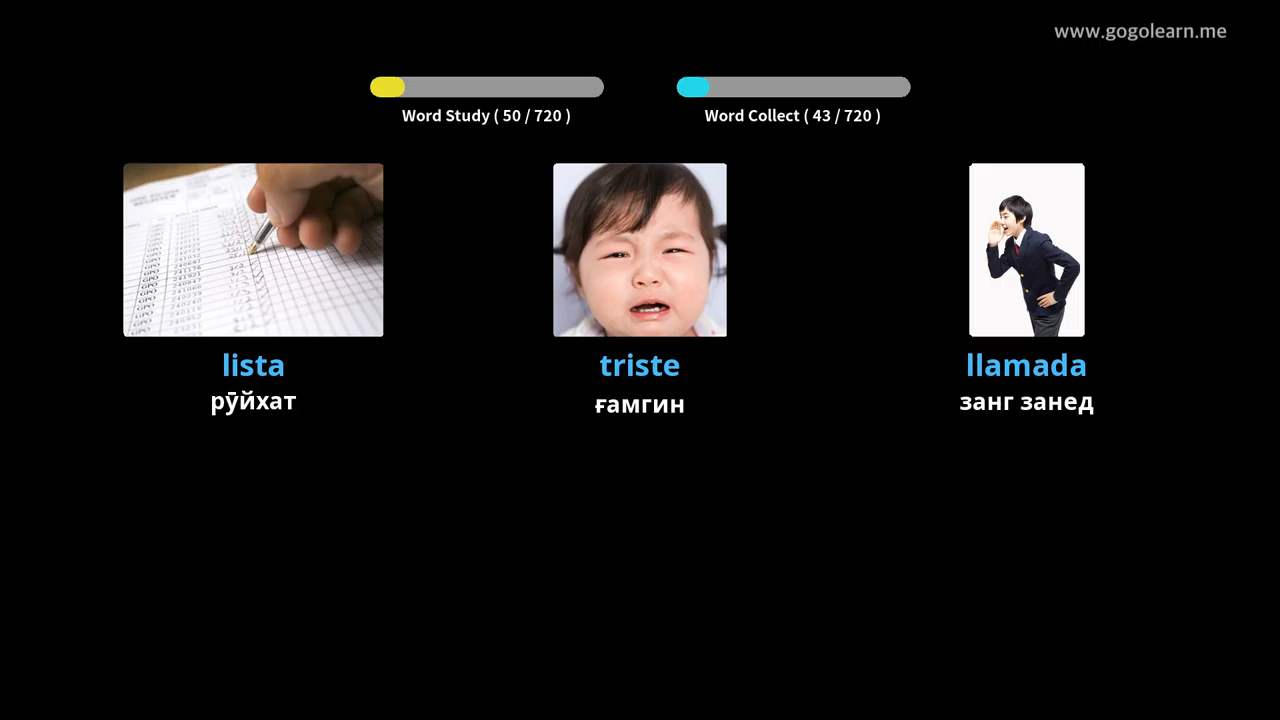 www.gogolearn.me
Word Study ( 50 / 720 )
Word Collect ( 43 / 720 )
lista
triste
llamada
рӯйхат
ғамгин
занг занед